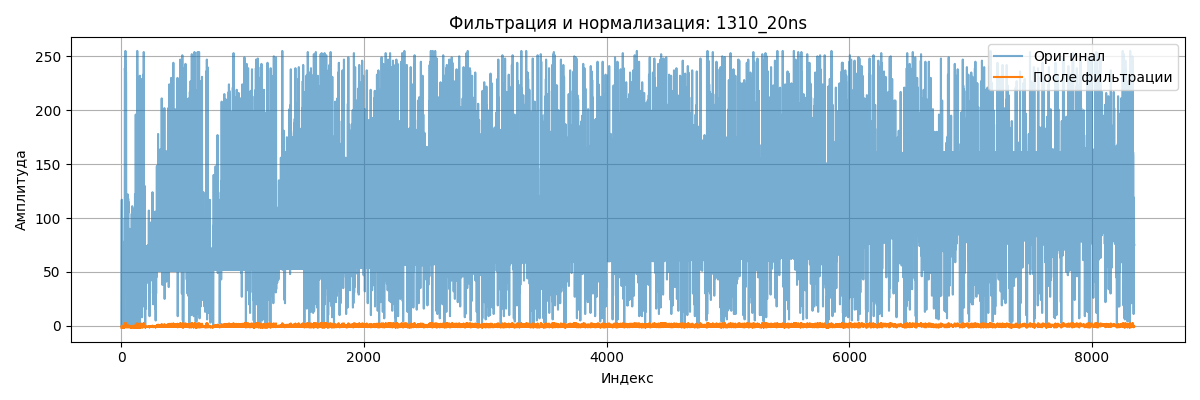 Фильтрация и нормализация: 1310_20ns
Оригинал
После фильтрации
250
200
150
100
50
0
Амплитуда
0 2000 4000 6000 8000
Индекс